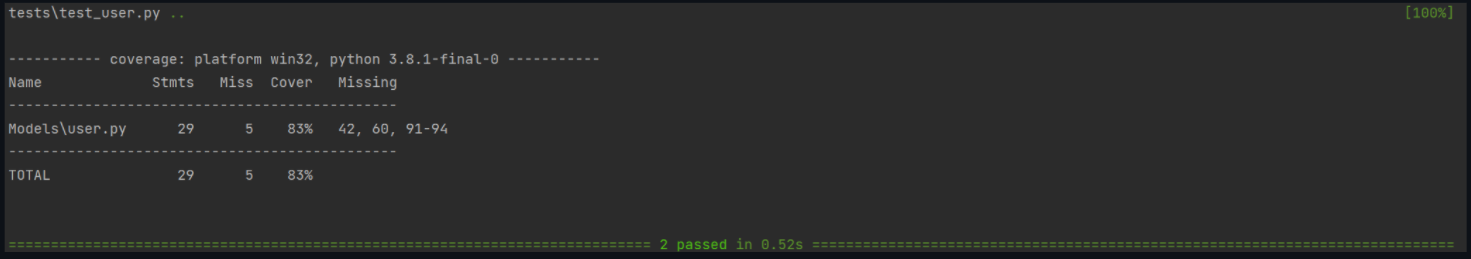 tests\test_user.py .. [100%]
----------- coverage: platform win32, python 3.8.1-final-0 -----------
Name             Stmts   Miss  Cover   Missing
----------------------------------------------
Models\user.py      29      5    83%   42, 60, 91-94
----------------------------------------------
TOTAL               29      5    83%
============================================================================ 2 passed in 0.52s ============================================================================